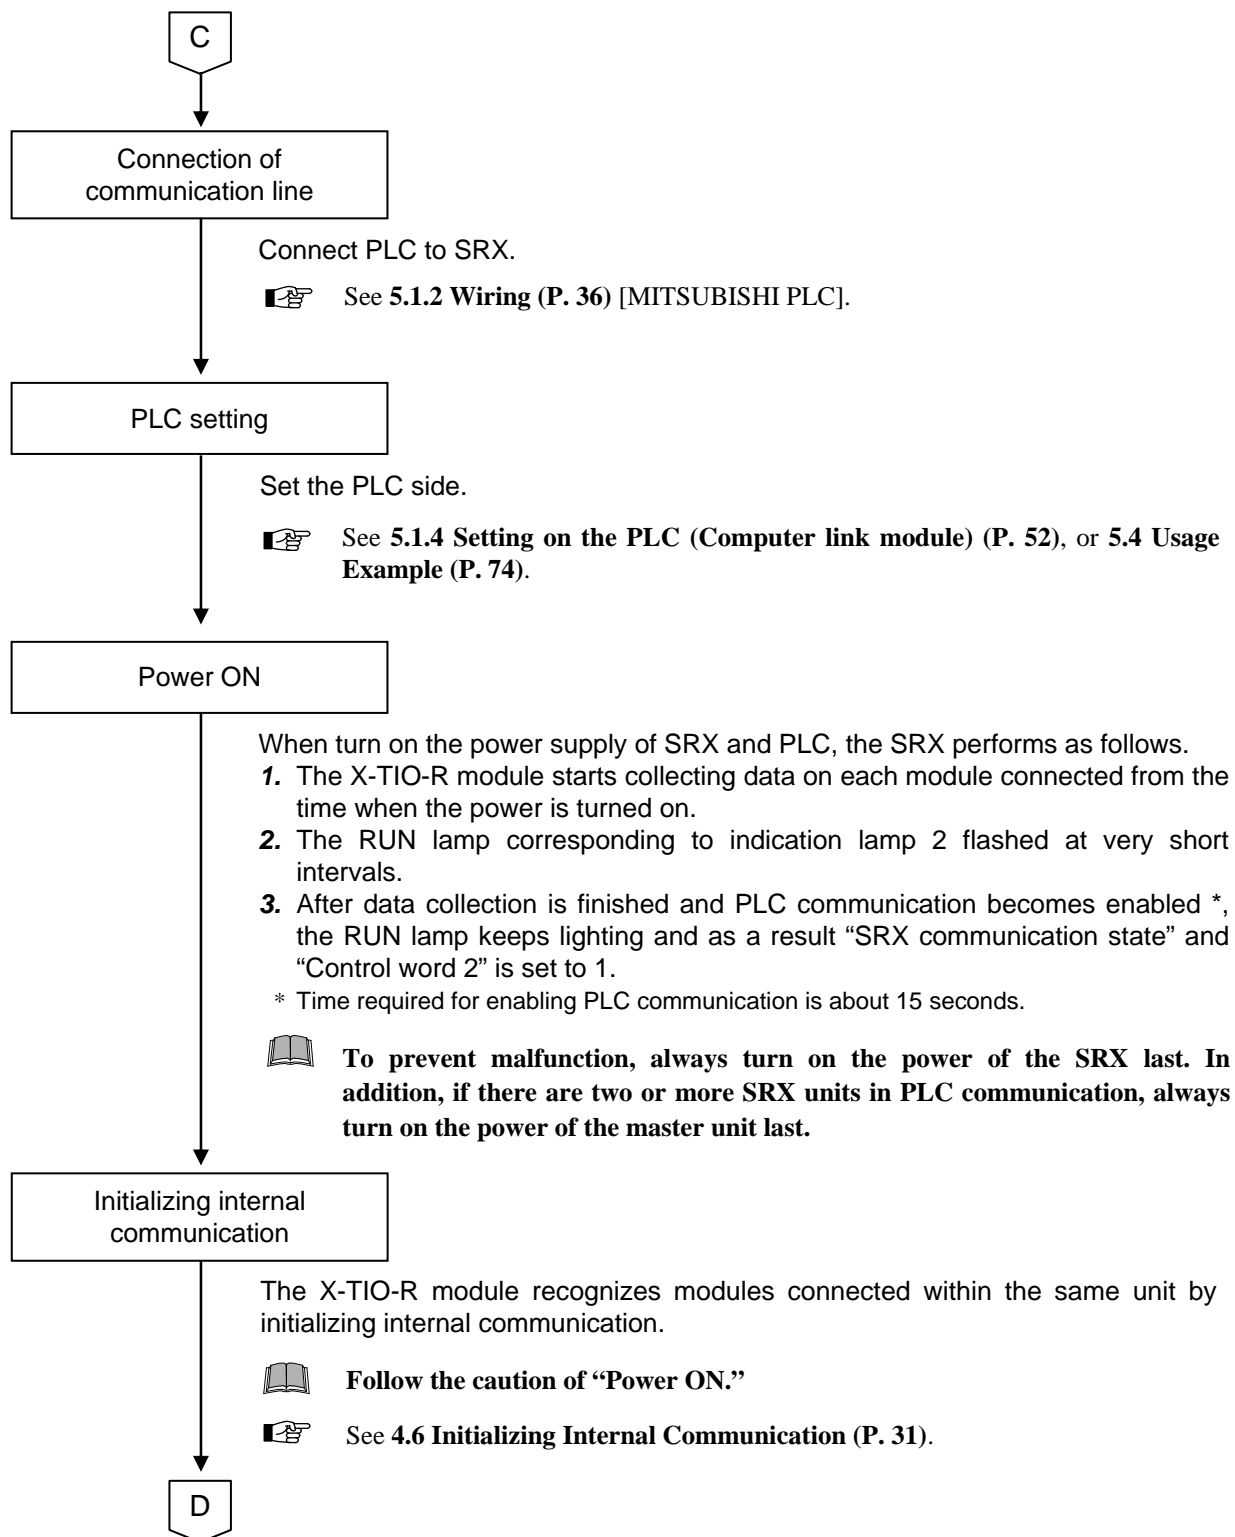 C
Connection of
communication line
Connect PLC to SRX.
See 5.1.2 Wiring (P. 36) [MITSUBISHI PLC].
PLC setting
Set the PLC side.
See 5.1.4 Setting on the PLC (Computer link module) (P. 52), or 5.4 Usage
Example (P. 74).
Power ON
When turn on the power supply of SRX and PLC, the SRX performs as follows.
1. The X-TIO-R module starts collecting data on each module connected from the
time when the power is turned on.
2. The RUN lamp corresponding to indication lamp 2 flashed at very short
intervals.
3. After data collection is finished and PLC communication becomes enabled *,
the RUN lamp keeps lighting and as a result “SRX communication state” and
“Control word 2” is set to 1.
* Time required for enabling PLC communication is about 15 seconds.
To prevent malfunction, always turn on the power of the SRX last. In
addition, if there are two or more SRX units in PLC communication, always
turn on the power of the master unit last.
Initializing internal
communication
The X-TIO-R module recognizes modules connected within the same unit by
initializing internal communication.
Follow the caution of “Power ON.”
See 4.6 Initializing Internal Communication (P. 31).
D